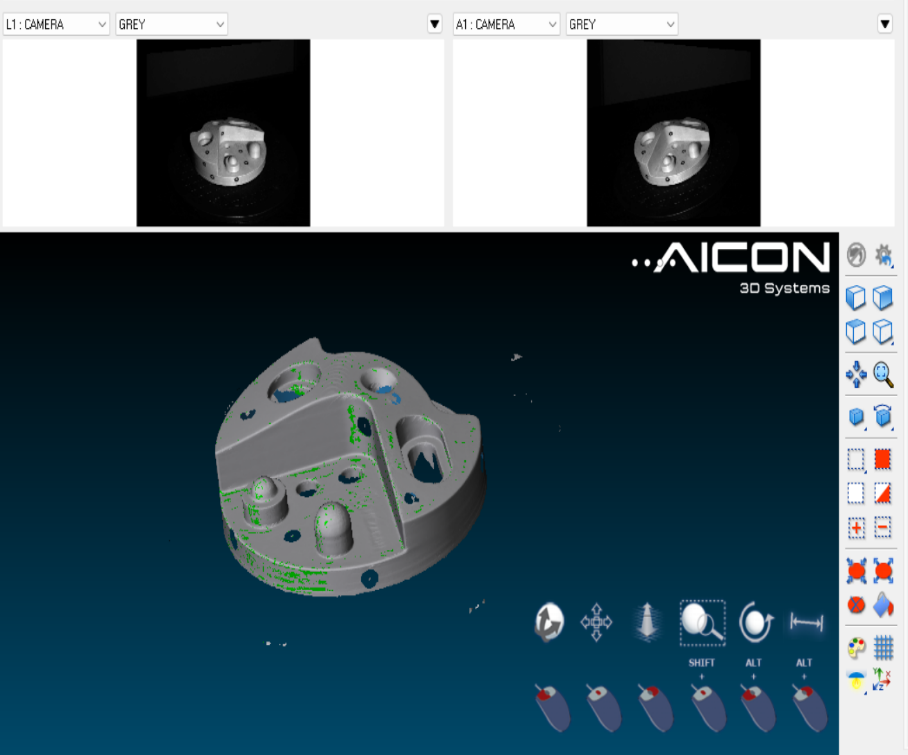 L1 : CAMERA
GREY
A1 : CAMERA
GREY
AICON
3D Systems
SHIFT
+
ALT
+
ALT
+
Y
X
Z